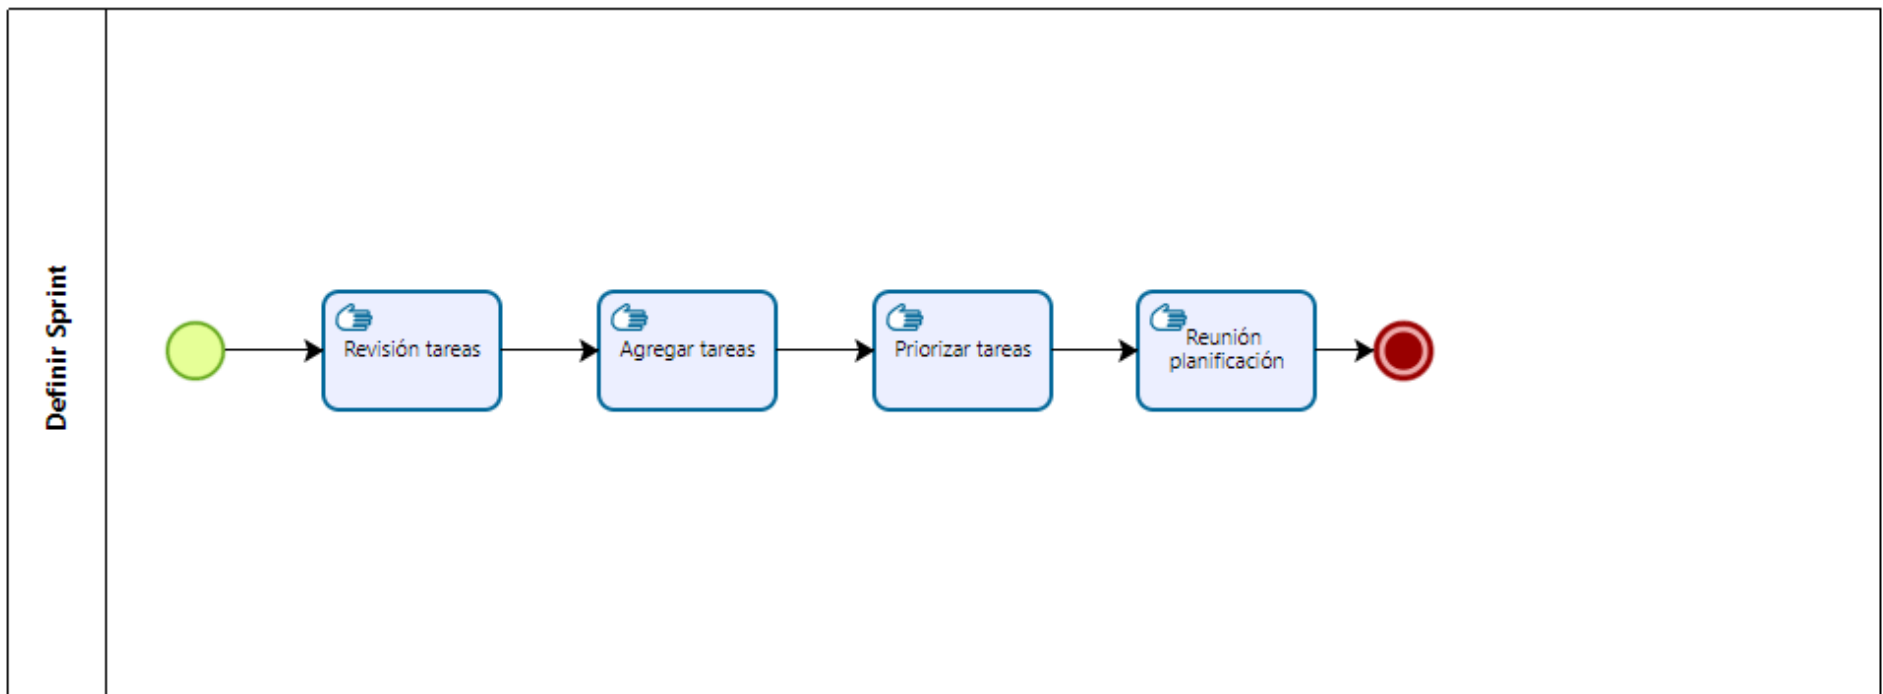 Definir Sprint
Revisión tareas
Agregar tareas
Priorizar tareas
Reunión
planificación